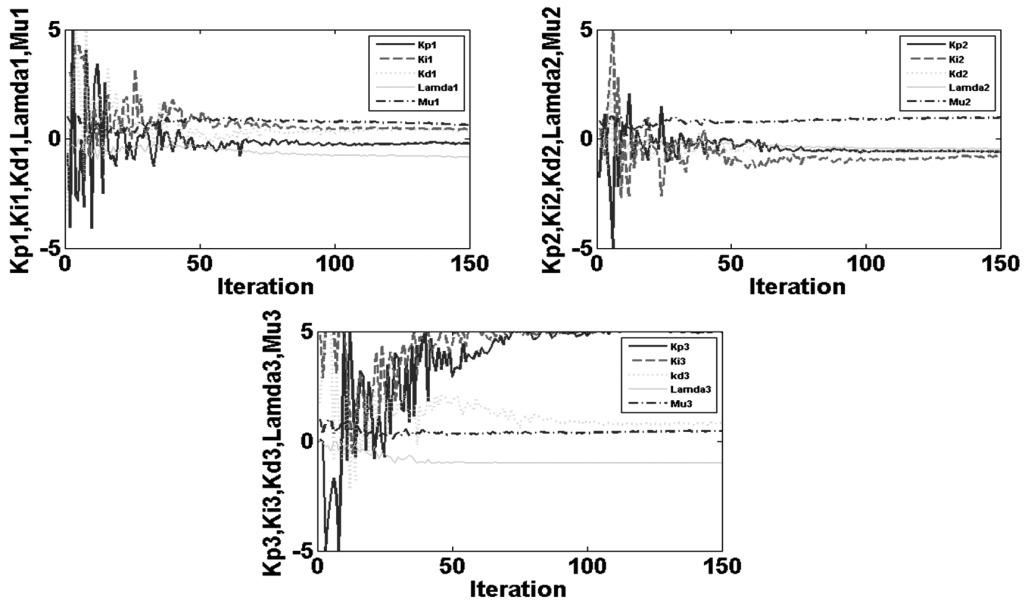 Kp1,Ki1,Kd1,Lamda1,Mu1
5
0
-5
Kp1
Ki1
Kd1
Lamda1
Mu1
0
50
100
150
Iteration
Kp2,Ki2,Kd2,Lamda2,Mu2
5
0
-5
Kp2
Ki2
Kd2
Lamda2
Mu2
0
50
100
150
Iteration
Kp3,Ki3,Kd3,Lamda3,Mu3
5
0
-5
Kp3
Ki3
kd3
Lamda3
Mu3
0
50
100
150
Iteration